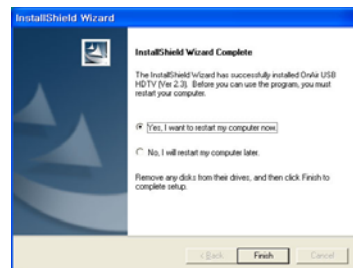 InstallShield Wizard
InstallShield Wizard Complete
The InstallShield Wizard has successfully installed OnAir USB
HDTV (Ver 2.3). Before you can use the program, you must
restart your computer.
Yes, I want to restart my computer now.
No, I will restart my computer later.
Remove any disks from their drives, and then click Finish to
complete setup.
< Back Finish Cancel